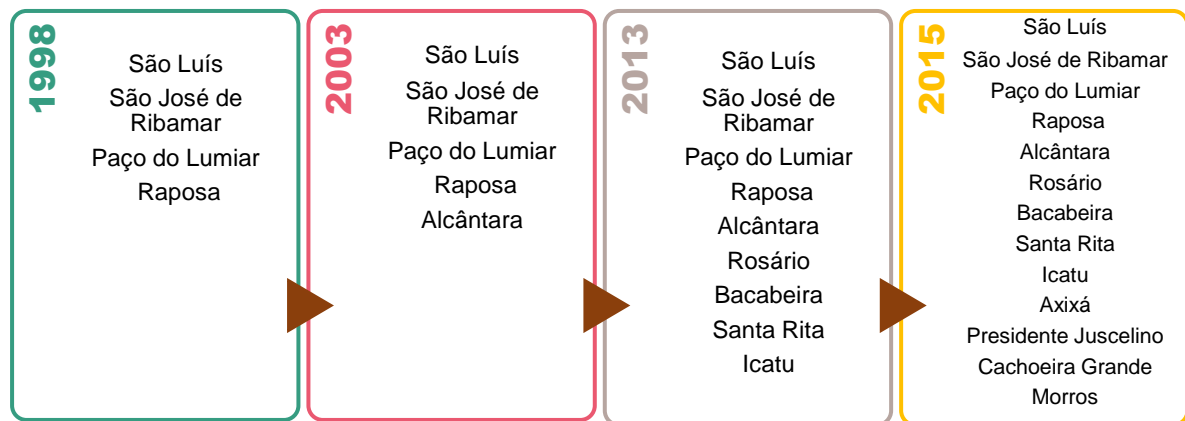 1998
São Luís
São José de
Ribamar
Paço do Lumiar
Raposa
2003
São Luís
São José de
Ribamar
Paço do Lumiar
Raposa
Alcântara
2013
São Luís
São José de
Ribamar
Paço do Lumiar
Raposa
Alcântara
Rosário
Bacabeira
Santa Rita
Icatu
2015
São Luís
São José de Ribamar
Paço do Lumiar
Raposa
Alcântara
Rosário
Bacabeira
Santa Rita
Icatu
Axixá
Presidente Juscelino
Cachoeira Grande
Morros